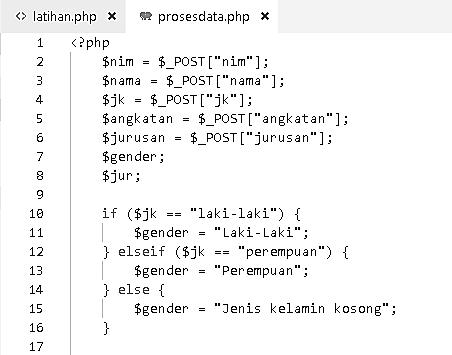 latihan.php × prosesdata.php ×
1 <?php
2 $nim = $_POST["nim"];
3 $nama = $_POST["nama"];
4 $jk = $_POST["jk"];
5 $angkatan = $_POST["angkatan"];
6 $jurusan = $_POST["jurusan"];
7 $gender;
8 $jur;
9
10 if ($jk == "laki-laki") {
11 $gender = "Laki-Laki";
12 } elseif ($jk == "perempuan") {
13 $gender = "Perempuan";
14 } else {
15 $gender = "Jenis kelamin kosong";
16 }
17